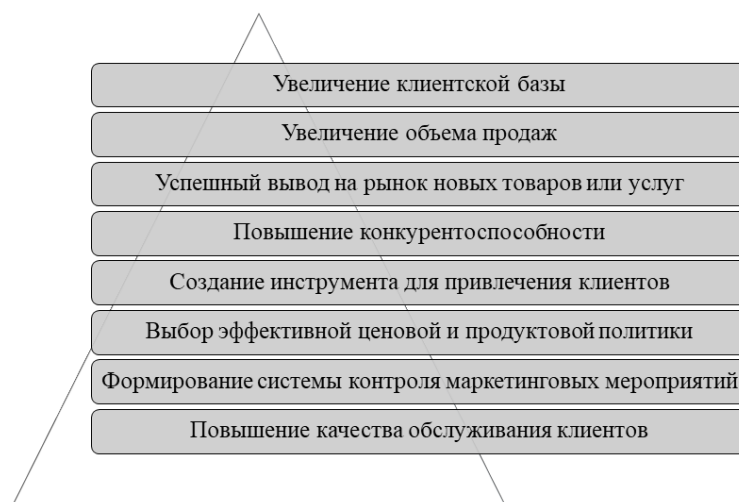 Увеличение клиентской базы
Увеличение объема продаж
Успешный вывод на рынок новых товаров или услуг
Повышение конкурентоспособности
Создание инструмента для привлечения клиентов
Выбор эффективной ценовой и продуктовой политики
Формирование системы контроля маркетинговых мероприятий
Повышение качества обслуживания клиентов